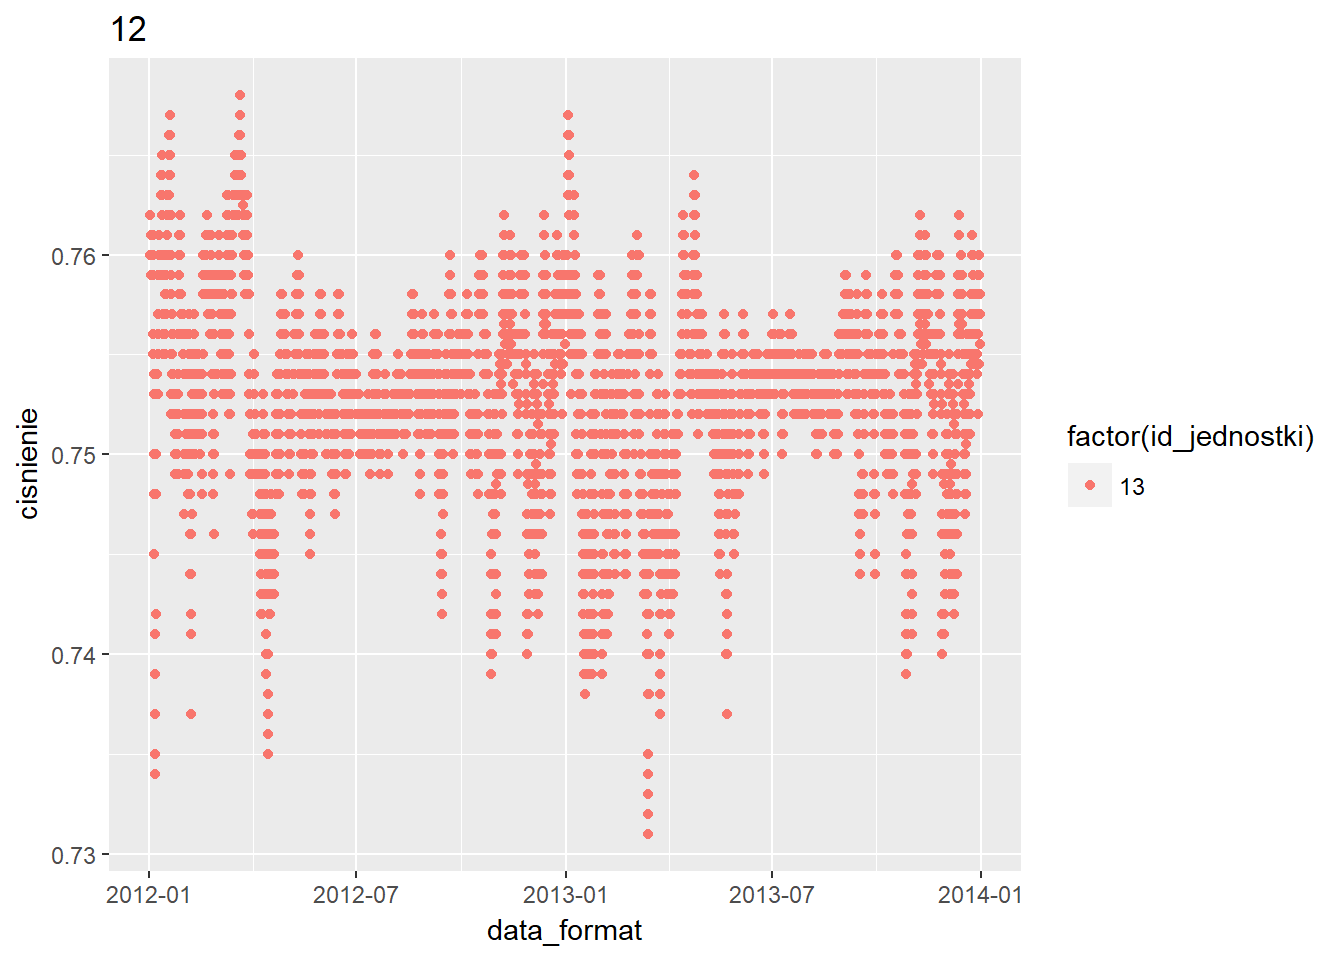 12
0.76
0.75
0.74
0.73
cisnienie
2012-01 2012-07 2013-01 2013-07 2014-01
data_format
factor(id_jednostki)
13